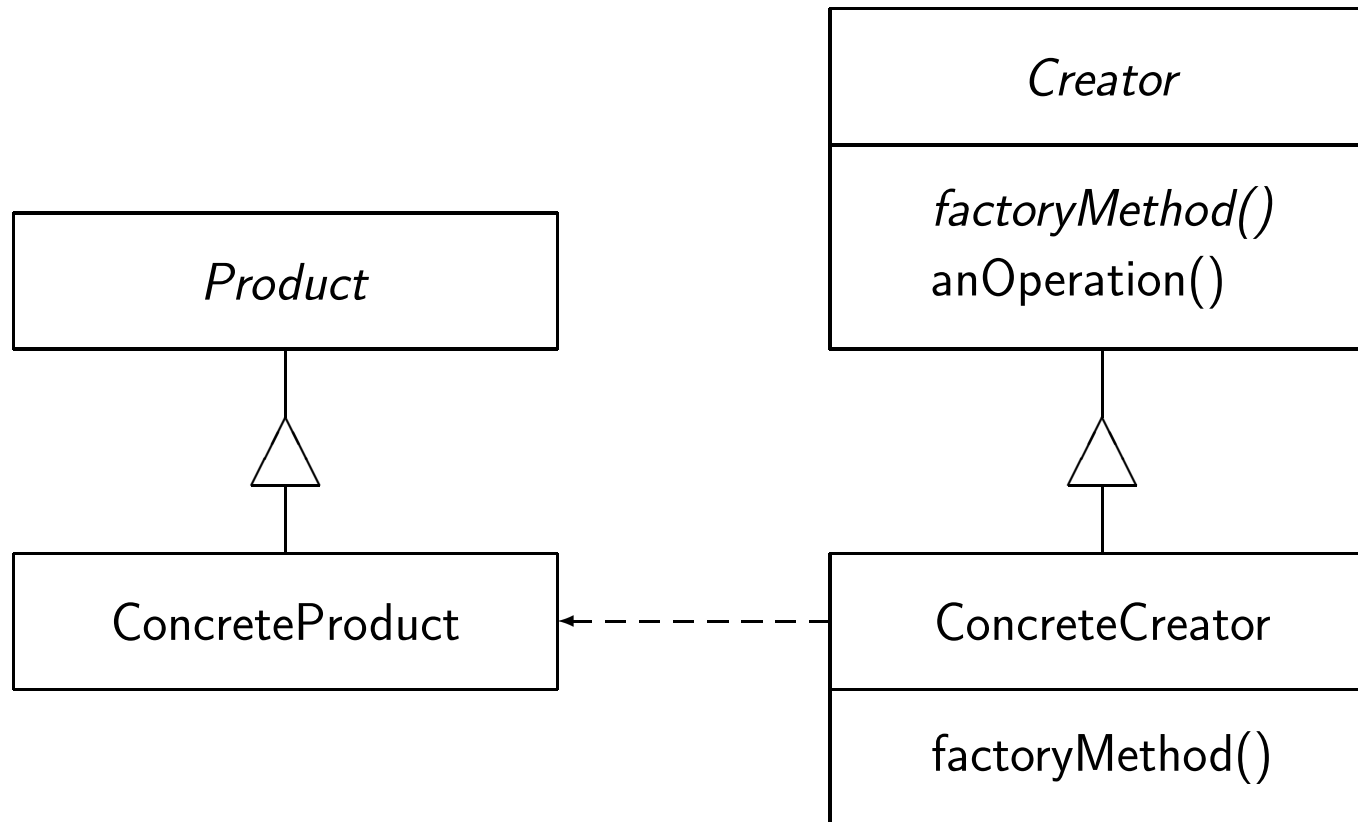 Creator
factoryMethod()
anOperation()
Product
ConcreteProduct
ConcreteCreator
factoryMethod()